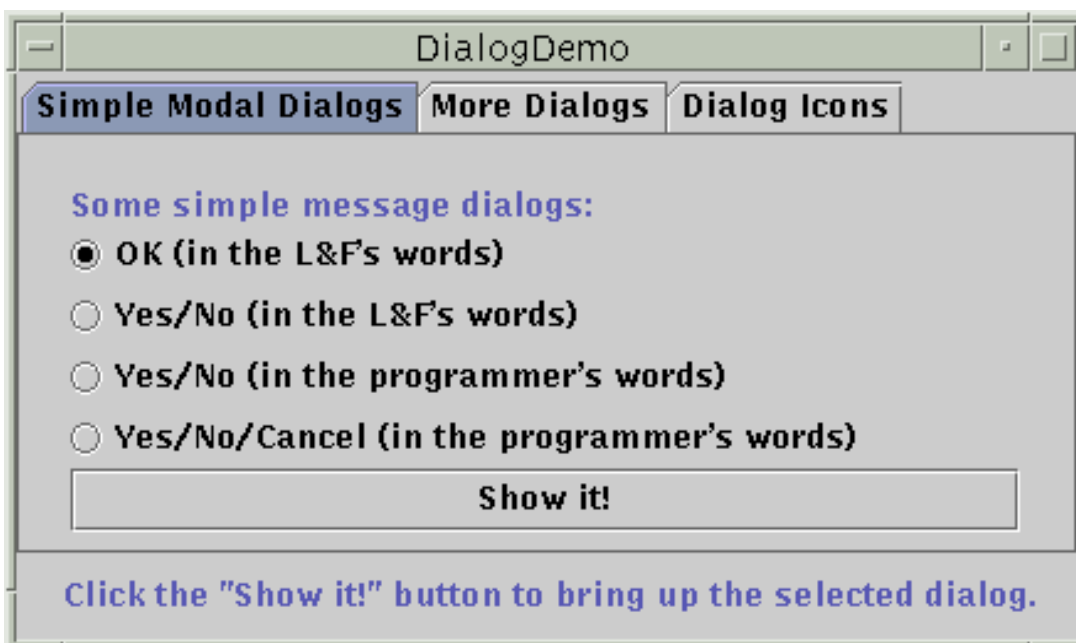 DialogDemo
Simple Modal Dialogs More Dialogs Dialog Icons
Some simple message dialogs:
OK (in the L&F's words)
Yes/No (in the L&F's words)
Yes/No (in the programmer's words)
Yes/No/Cancel (in the programmer's words)
Show it!
Click the "Show it!" button to bring up the selected dialog.